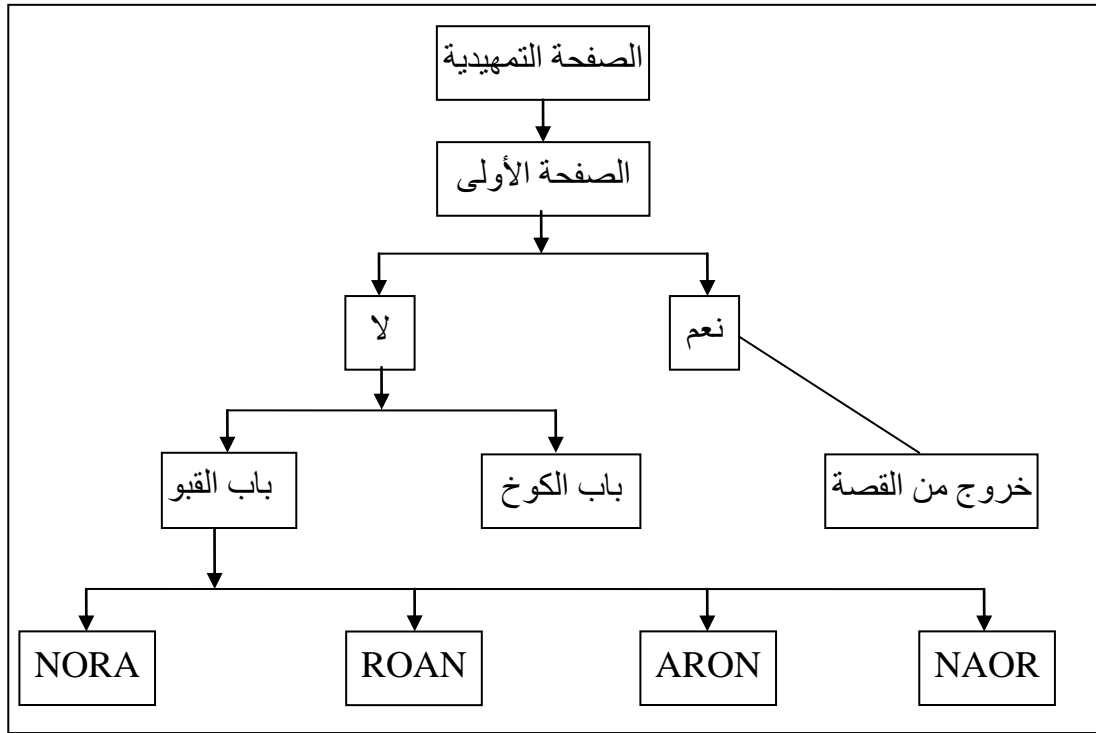 الصفحة التمهيدية
الصفحة الأولى
نعم
لا
خروج من القصة
باب الكوخ
باب القبو
NORA
ROAN
ARON
NAOR